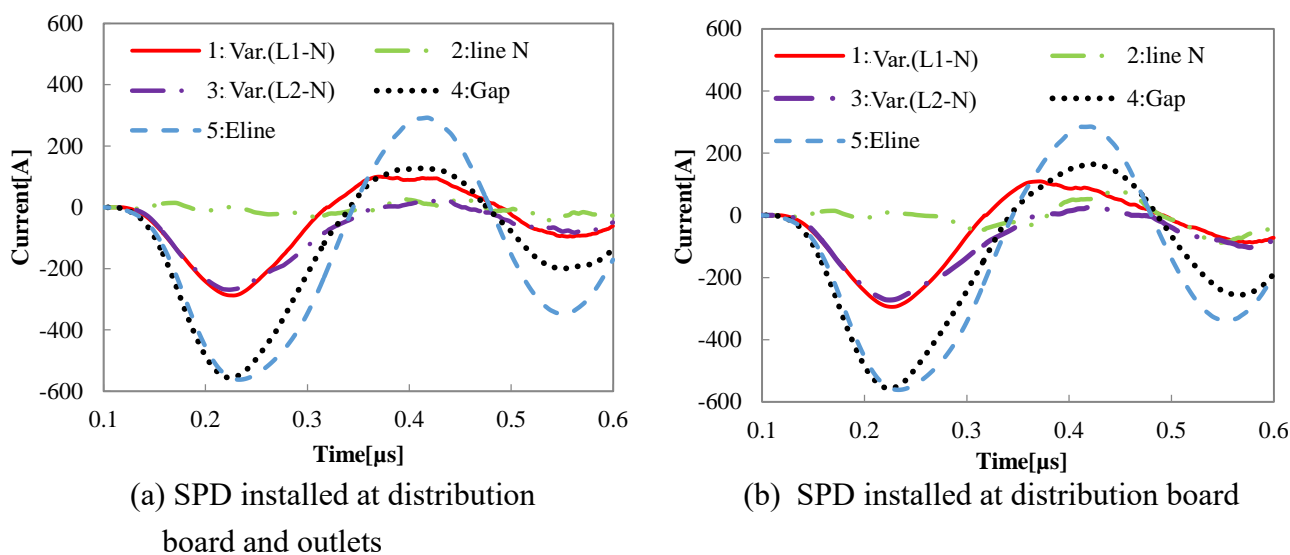 600
400
200
0
-200
-400
-600
Current[A]
1:Var.(L1-N)
2:line N
3:Var.(L2-N)
4:Gap
5:Eline
0.1 0.2 0.3 0.4 0.5 0.6
Time[µs]
(a) SPD installed at distribution
board and outlets
600
400
200
0
-200
-400
-600
Current[A]
1:Var.(L1-N)
2:line N
3:Var.(L2-N)
4:Gap
5:Eline
0.1 0.2 0.3 0.4 0.5 0.6
Time[µs]
(b) SPD installed at distribution board